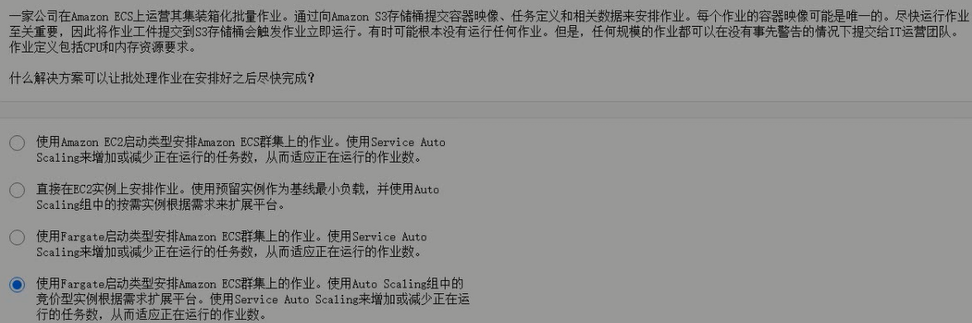 一家公司在Amazon ECS上运营其集装箱化批量作业。通过向Amazon S3存储桶提交容器映像、任务定义和相关数据来安排作业。每个作业的容器映像可能是唯一的。尽快运行作业
至关重要，因此将作业工件提交到S3存储桶会触发作业立即运行。有时可能根本没有运行任何作业。但是，任何规模的作业都可以在没有事先警告的情况下提交给IT运营团队。
作业定义包括CPU和内存资源要求。
什么解决方案可以让批处理作业在安排好之后尽快完成？
使用Amazon EC2启动类型安排Amazon ECS群集上的作业。使用Service Auto
Scaling来增加或减少正在运行的任务数，从而适应正在运行的作业数。
直接在EC2实例上安排作业。使用预留实例作为基线最小负载，并使用Auto
Scaling组中的按需实例根据需求来扩展平台。
使用Fargate启动类型安排Amazon ECS群集上的作业。使用Service Auto
Scaling来增加或减少正在运行的任务数，从而适应正在运行的作业数。
使用Fargate启动类型安排Amazon ECS群集上的作业。使用Auto Scaling组中的
竞价型实例根据需求扩展平台。使用Service Auto Scaling来增加或减少正在运
行的任务数，从而适应正在运行的作业数。